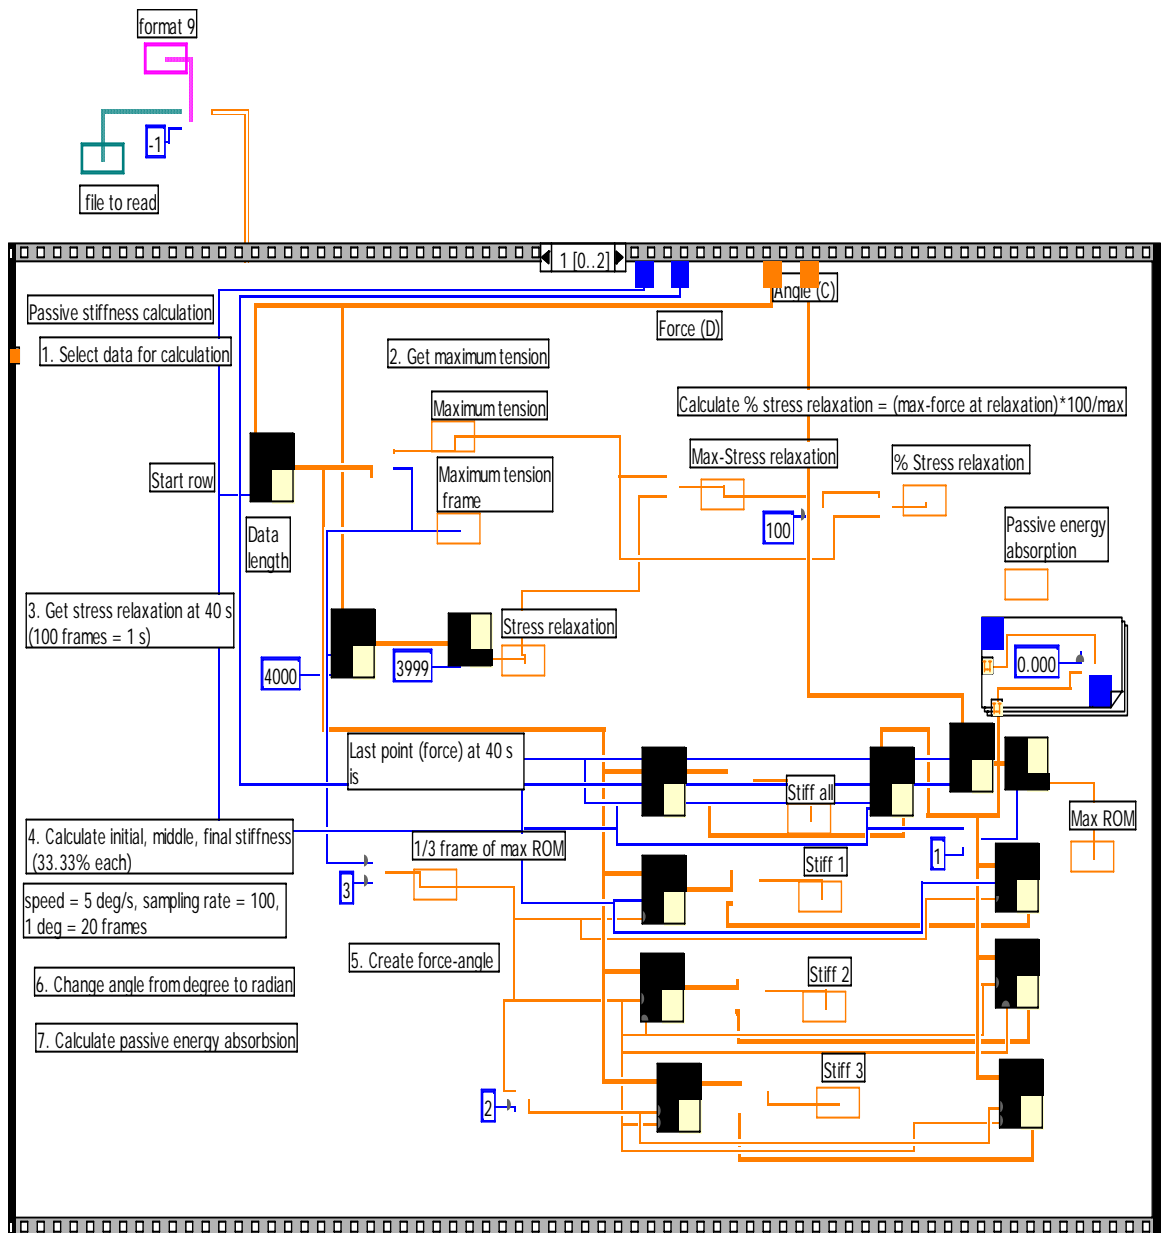 format 9
-1
file to read
1 [0..2]
Angle (C)
Passive stiffness calculation
Force (D)
1. Select data for calculation
2. Get maximum tension
Calculate % stress relaxation = (max-force at relaxation)*100/max
Maximum tension
Max-Stress relaxation
% Stress relaxation
Start row
Maximum tension
frame
100
Data
length
Passive energy
absorption
3. Get stress relaxation at 40 s
(100 frames = 1 s)
Stress relaxation
4000
3999
0.000
Last point (force) at 40 s
is
Stiff all
Max ROM
4. Calculate initial, middle, final stiffness
(33.33% each)
1/3 frame of max ROM
1
Stiff 1
3
speed = 5 deg/s, sampling rate = 100,
1 deg = 20 frames
5. Create force-angle
Stiff 2
6. Change angle from degree to radian
7. Calculate passive energy absorbsion
Stiff 3
2